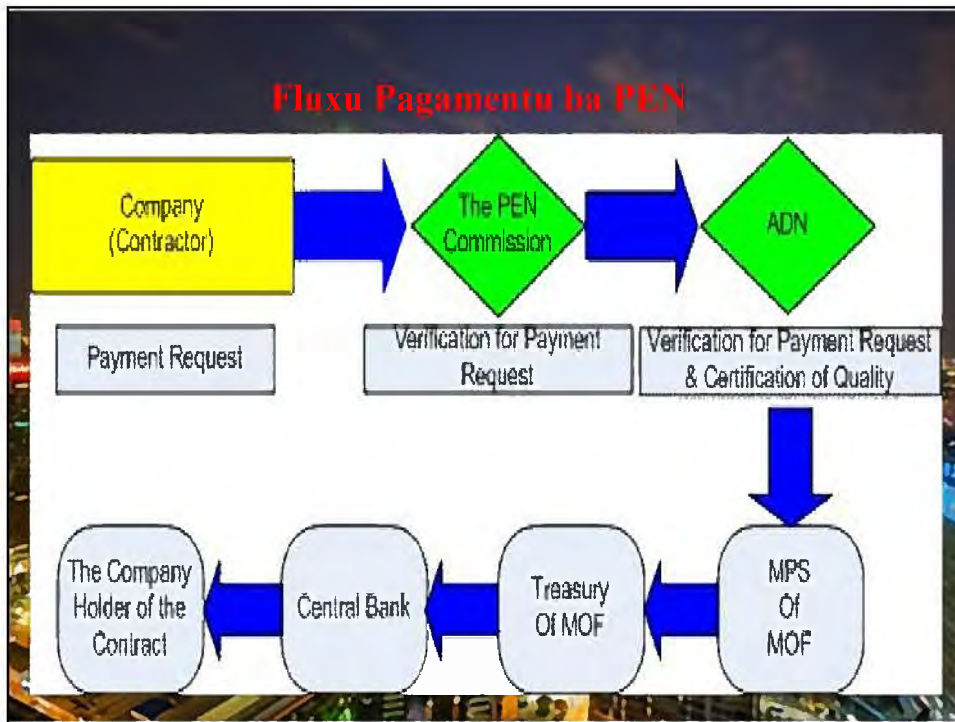 Fluxu Pagamentu ba PEN
Company
(Contractor)
The PEN
Commission
ADN
Payment Request
Verification for Payment
Request
Verification for Payment Request
& Certification of Quality
The Company
Holder of the
Contract
Central Bank
Treasury
Of MOF
MPS
Of
MOF